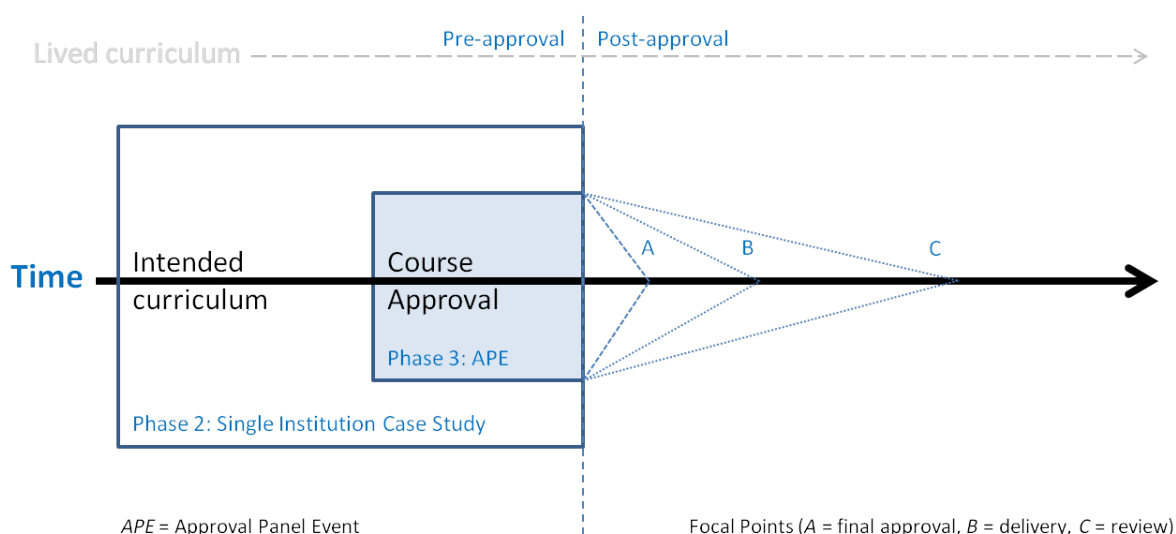 Pre-approval
Post-approval
Lived curriculum
A
B
C
Time
Intended
curriculum
Course
Approval
Phase 3: APE
Phase 2: Single Institution Case Study
APE = Approval Panel Event
Focal Points (A = final approval, B = delivery, C = review)